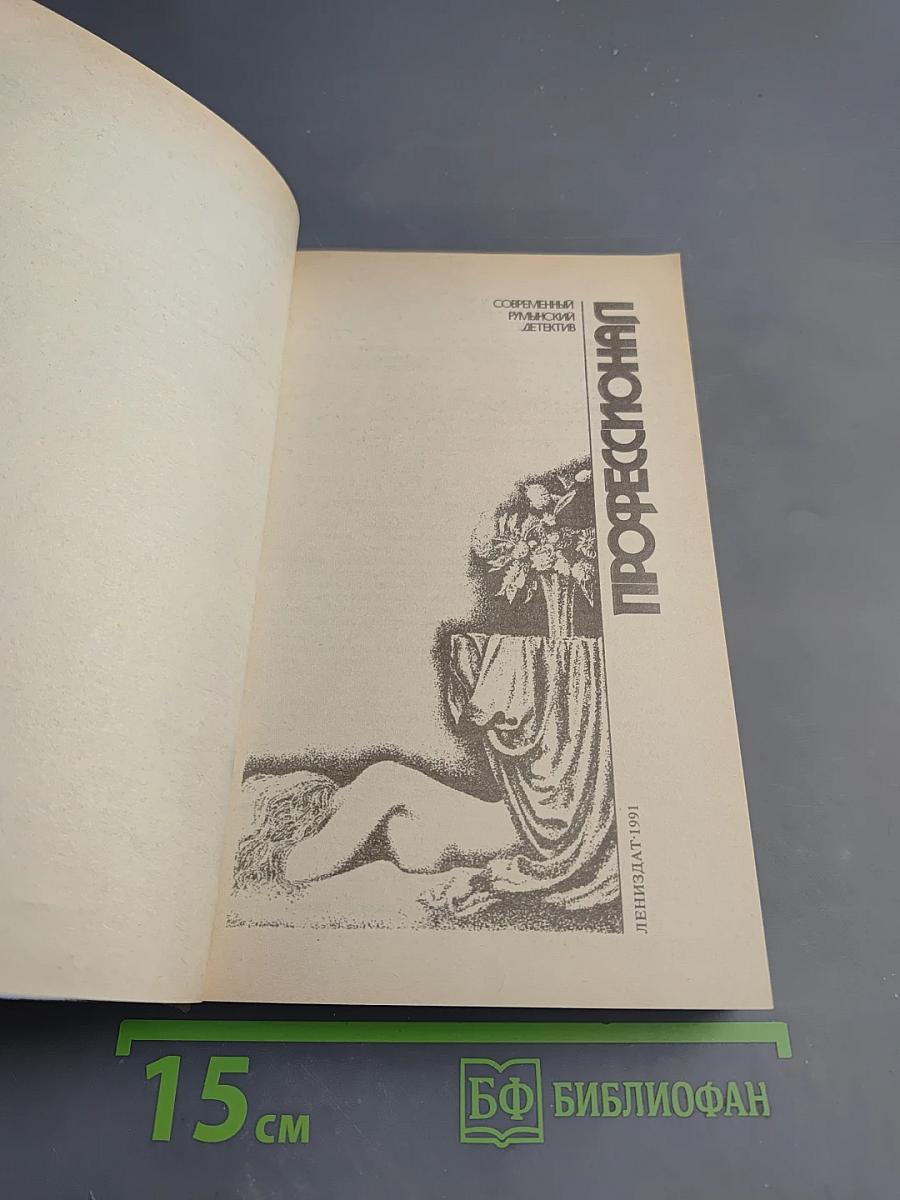 СОВРЕМЕННЫЙ
РУМЫНСКИЙ
ДЕТЕКТИВ
ПРОФЕССИОНАЛ
ЛЕНИЗДАТ·1991
15 см
БФ БИБЛИОФАН